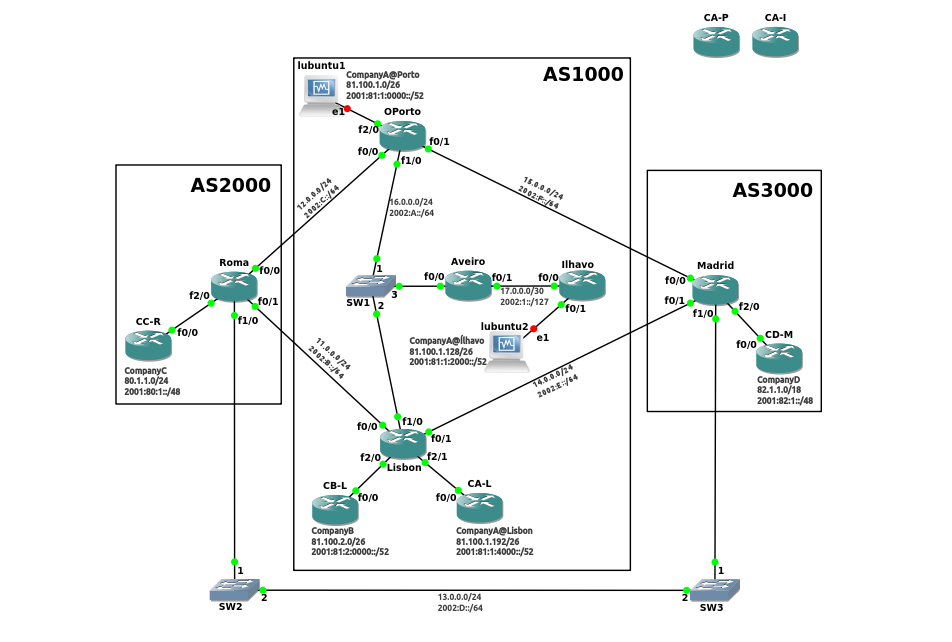 CA-P
CA-I
AS1000
lubuntu1
CompanyA@Porto
81.100.1.0/26
2001:81:1:0000::/52
e1
OPorto
f2/0
f0/0
f0/1
f1/0
AS2000
AS3000
12.0.0.0/24
2002:C::/64
16.0.0.0/24
2002:A::/64
15.0.0.0/24
2002:F::/64
Roma
f0/0
f2/0
f0/1
f1/0
CC-R
f0/0
CompanyC
80.1.1.0/24
2001:80:1::/48
1
SW1
3
2
Aveiro
f0/0
f0/1
17.0.0.0/30
2002:1::/127
Ilhavo
f0/0
f0/1
lubuntu2
e1
CompanyA@Ílhavo
81.100.1.128/26
2001:81:1:2000::/52
Madrid
f0/0
f0/1
f1/0
f2/0
CD-M
f0/0
CompanyD
82.1.1.0/18
2001:82:1::/48
11.0.0.0/24
2002:B::/64
14.0.0.0/24
2002:E::/64
f1/0
f0/0
f0/1
f2/0
f2/1
Lisbon
CB-L
f0/0
CompanyB
81.100.2.0/26
2001:81:2:0000::/52
CA-L
f0/0
CompanyA@Lisbon
81.100.1.192/26
2001:81:1:4000::/52
1
2
SW2
13.0.0.0/24
2002:D::/64
1
2
SW3